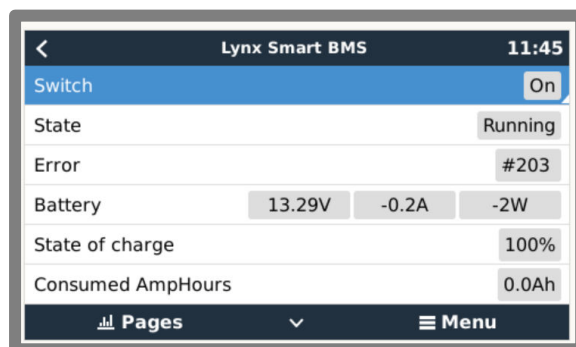 Lynx Smart BMS 11:45
Switch On
State Running
Error #203
Battery 13.29V -0.2A -2W
State of charge 100%
Consumed AmpHours 0.0Ah
Pages Menu